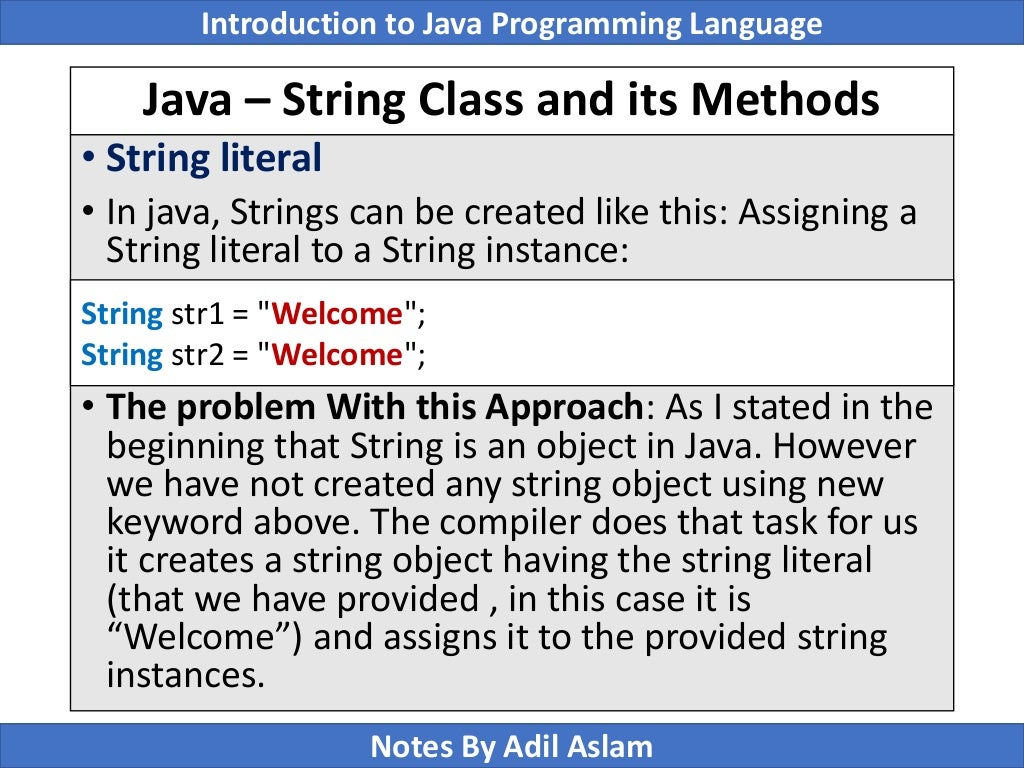 Introduction to Java Programming Language
Java – String Class and its Methods
• String literal
• In java, Strings can be created like this: Assigning a
String literal to a String instance:
String str1 = "Welcome";
String str2 = "Welcome";
• The problem With this Approach: As I stated in the
beginning that String is an object in Java. However
we have not created any string object using new
keyword above. The compiler does that task for us
it creates a string object having the string literal
(that we have provided , in this case it is
“Welcome”) and assigns it to the provided string
instances.
Notes By Adil Aslam